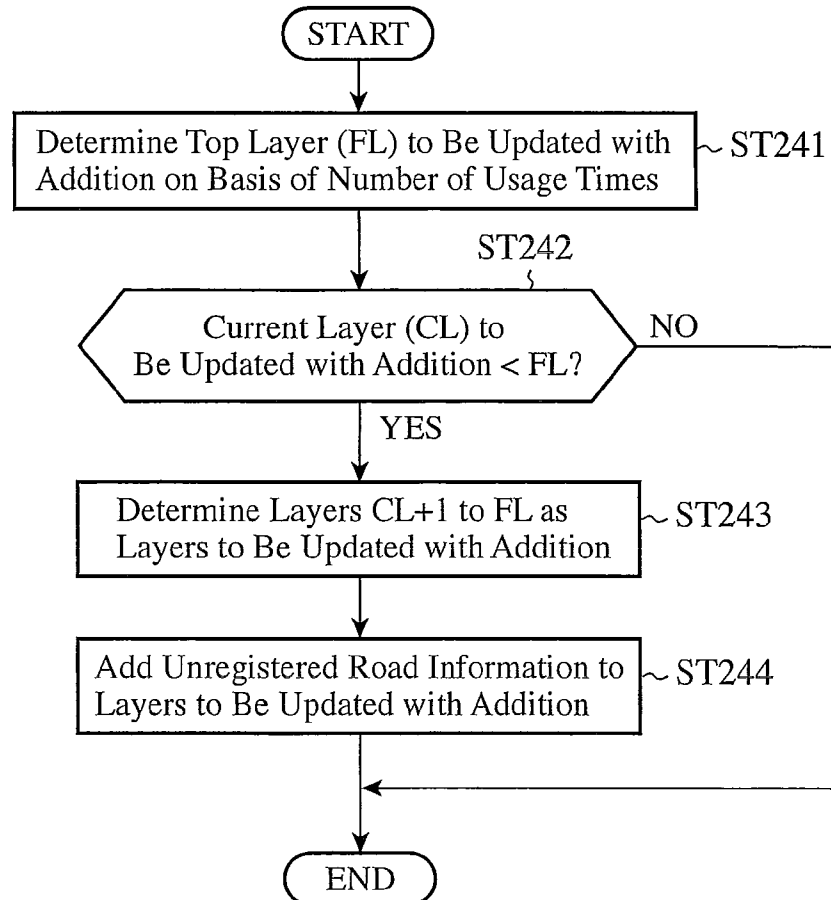 START
Determine Top Layer (FL) to Be Updated with
Addition on Basis of Number of Usage Times
ST241
ST242
Current Layer (CL) to
Be Updated with Addition < FL?
NO
YES
Determine Layers CL+1 to FL as
Layers to Be Updated with Addition
ST243
Add Unregistered Road Information to
Layers to Be Updated with Addition
ST244
END